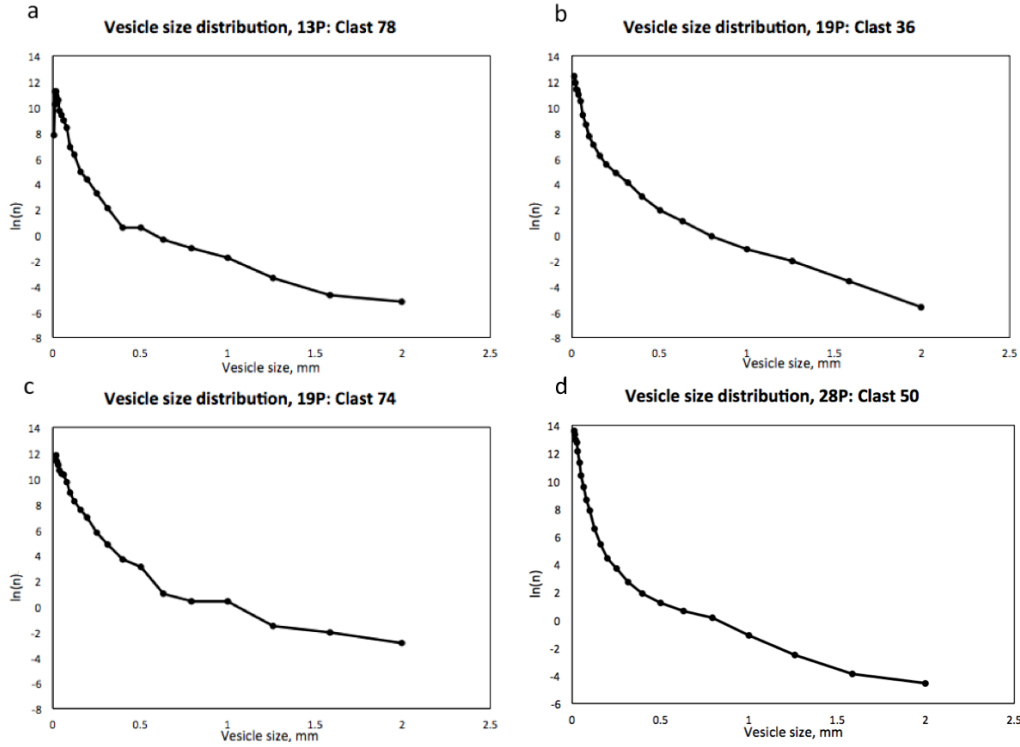 a
Vesicle size distribution, 13P: Clast 78
14
12
10
8
6
4
2
0
-2
-4
-6
-8
ln(n)
0 0.5 1 1.5 2 2.5
Vesicle size, mm
b
Vesicle size distribution, 19P: Clast 36
14
12
10
8
6
4
2
0
-2
-4
-6
-8
ln(n)
0 0.5 1 1.5 2 2.5
Vesicle size, mm
c
Vesicle size distribution, 19P: Clast 74
14
12
10
8
6
4
2
0
-2
-4
-6
-8
ln(n)
0 0.5 1 1.5 2 2.5
Vesicle size, mm
d
Vesicle size distribution, 28P: Clast 50
14
12
10
8
6
4
2
0
-2
-4
-6
ln(n)
0 0.5 1 1.5 2 2.5
Vesicle size, mm